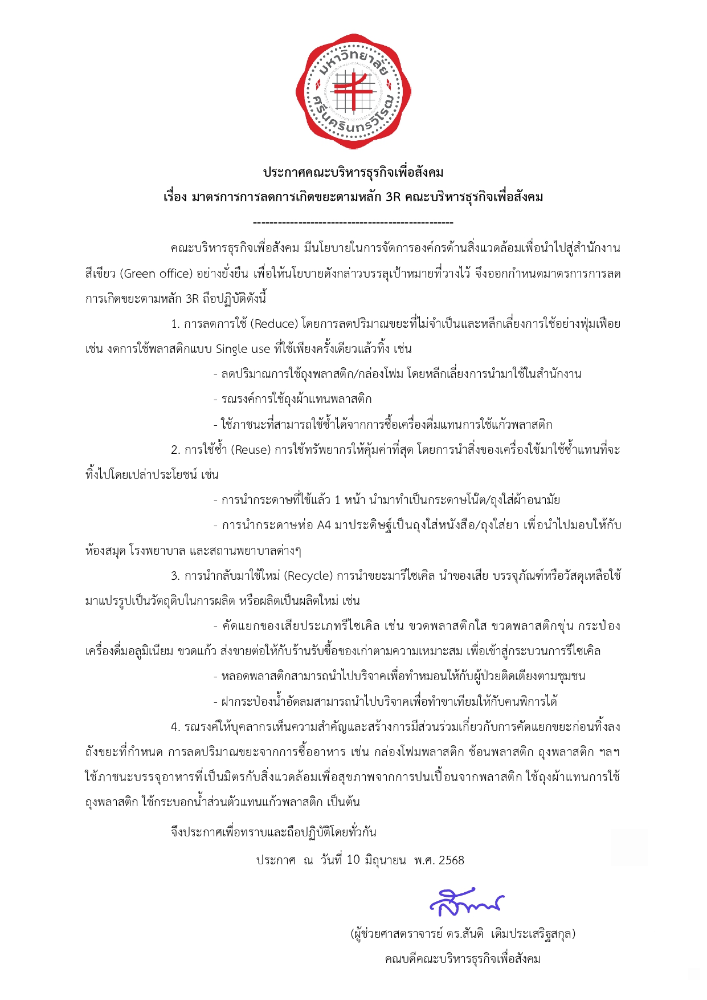 มหาวิทยาลัย
ศรีนครินทรวิโรฒ
ประกาศคณะบริหารธุรกิจเพื่อสังคม
เรื่อง มาตรการการลดการเกิดขยะตามหลัก 3R คณะบริหารธุรกิจเพื่อสังคม
-------------------------------------------------
คณะบริหารธุรกิจเพื่อสังคม มีนโยบายในการจัดการองค์กรด้านสิ่งแวดล้อมเพื่อนำไปสู่สำนักงาน
สีเขียว (Green office) อย่างยั่งยืน เพื่อให้นโยบายดังกล่าวบรรลุเป้าหมายที่วางไว้ จึงออกกำหนดมาตรการการลด
การเกิดขยะตามหลัก 3R ถือปฏิบัติดังนี้
1. การลดการใช้ (Reduce) โดยการลดปริมาณขยะที่ไม่จำเป็นและหลีกเลี่ยงการใช้อย่างฟุ่มเฟือย
เช่น งดการใช้พลาสติกแบบ Single use ที่ใช้เพียงครั้งเดียวแล้วทิ้ง เช่น
- ลดปริมาณการใช้ถุงพลาสติก/กล่องโฟม โดยหลีกเลี่ยงการนำมาใช้ในสำนักงาน
- รณรงค์การใช้ถุงผ้าแทนพลาสติก
- ใช้ภาชนะที่สามารถใช้ซ้ำได้จากการซื้อเครื่องดื่มแทนการใช้แก้วพลาสติก
2. การใช้ซ้ำ (Reuse) การใช้ทรัพยากรให้คุ้มค่าที่สุด โดยการนำสิ่งของเครื่องใช้มาใช้ซ้ำแทนที่จะ
ทิ้งไปโดยเปล่าประโยชน์ เช่น
- การนำกระดาษที่ใช้แล้ว 1 หน้า นำมาทำเป็นกระดาษโน๊ต/ถุงใส่ผ้าอนามัย
- การนำกระดาษห่อ A4 มาประดิษฐ์เป็นถุงใส่หนังสือ/ถุงใส่ยา เพื่อนำไปมอบให้กับ
ห้องสมุด โรงพยาบาล และสถานพยาบาลต่างๆ
3. การนำกลับมาใช้ใหม่ (Recycle) การนำขยะมารีไซเคิล นำของเสีย บรรจุภัณฑ์หรือวัสดุเหลือใช้
มาแปรรูปเป็นวัตถุดิบในการผลิต หรือผลิตเป็นผลิตใหม่ เช่น
- คัดแยกของเสียประเภทรีไซเคิล เช่น ขวดพลาสติกใส ขวดพลาสติกขุ่น กระป๋อง
เครื่องดื่มอลูมิเนียม ขวดแก้ว ส่งขายต่อให้กับร้านรับซื้อของเก่าตามความเหมาะสม เพื่อเข้าสู่กระบวนการรีไซเคิล
- หลอดพลาสติกสามารถนำไปบริจาคเพื่อทำหมอนให้กับผู้ป่วยติดเตียงตามชุมชน
- ฝากระป๋องน้ำอัดลมสามารถนำไปบริจาคเพื่อทำขาเทียมให้กับคนพิการได้
4. รณรงค์ให้บุคลากรเห็นความสำคัญและสร้างการมีส่วนร่วมเกี่ยวกับการคัดแยกขยะก่อนทิ้งลง
ถังขยะที่กำหนด การลดปริมาณขยะจากการซื้ออาหาร เช่น กล่องโฟมพลาสติก ช้อนพลาสติก ถุงพลาสติก ฯลฯ
ใช้ภาชนะบรรจุอาหารที่เป็นมิตรกับสิ่งแวดล้อมเพื่อสุขภาพจากการปนเปื้อนจากพลาสติก ใช้ถุงผ้าแทนการใช้
ถุงพลาสติก ใช้กระบอกน้ำส่วนตัวแทนแก้วพลาสติก เป็นต้น
จึงประกาศเพื่อทราบและถือปฏิบัติโดยทั่วกัน
ประกาศ ณ วันที่ 10 มิถุนายน พ.ศ. 2568
(ผู้ช่วยศาสตราจารย์ ดร.สันติ เติมประเสริฐสกุล)
คณบดีคณะบริหารธุรกิจเพื่อสังคม